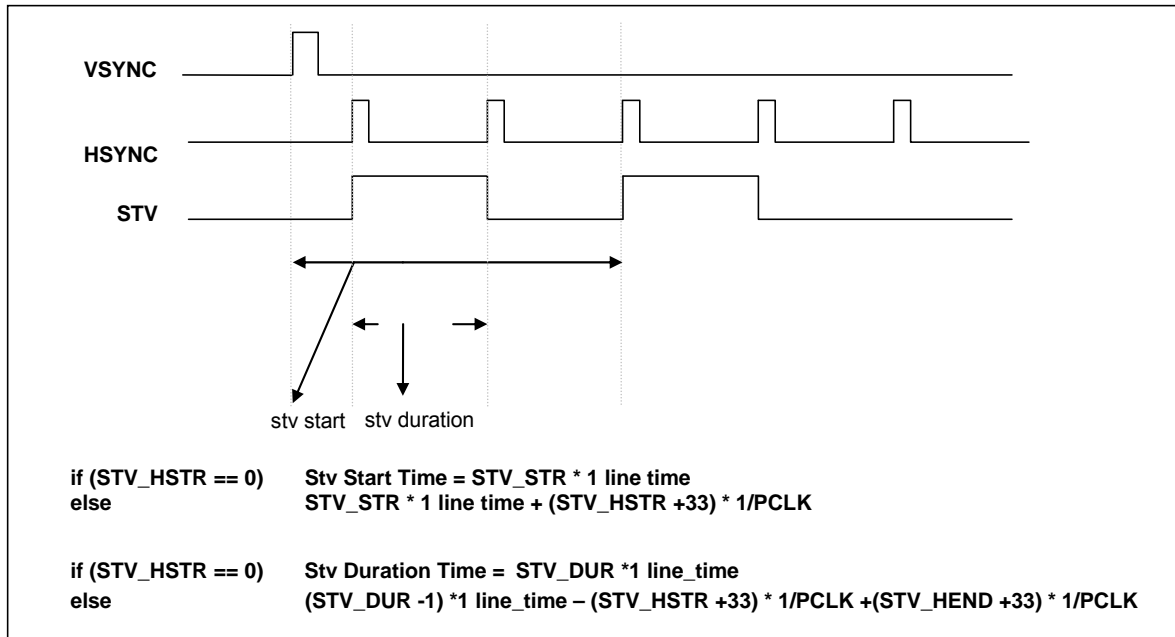 VSYNC
HSYNC
STV
stv start stv duration
if (STV_HSTR == 0) Stv Start Time = STV_STR * 1 line time
else STV_STR * 1 line time + (STV_HSTR +33) * 1/PCLK
if (STV_HSTR == 0) Stv Duration Time = STV_DUR *1 line_time
else (STV_DUR -1) *1 line_time – (STV_HSTR +33) * 1/PCLK +(STV_HEND +33) * 1/PCLK